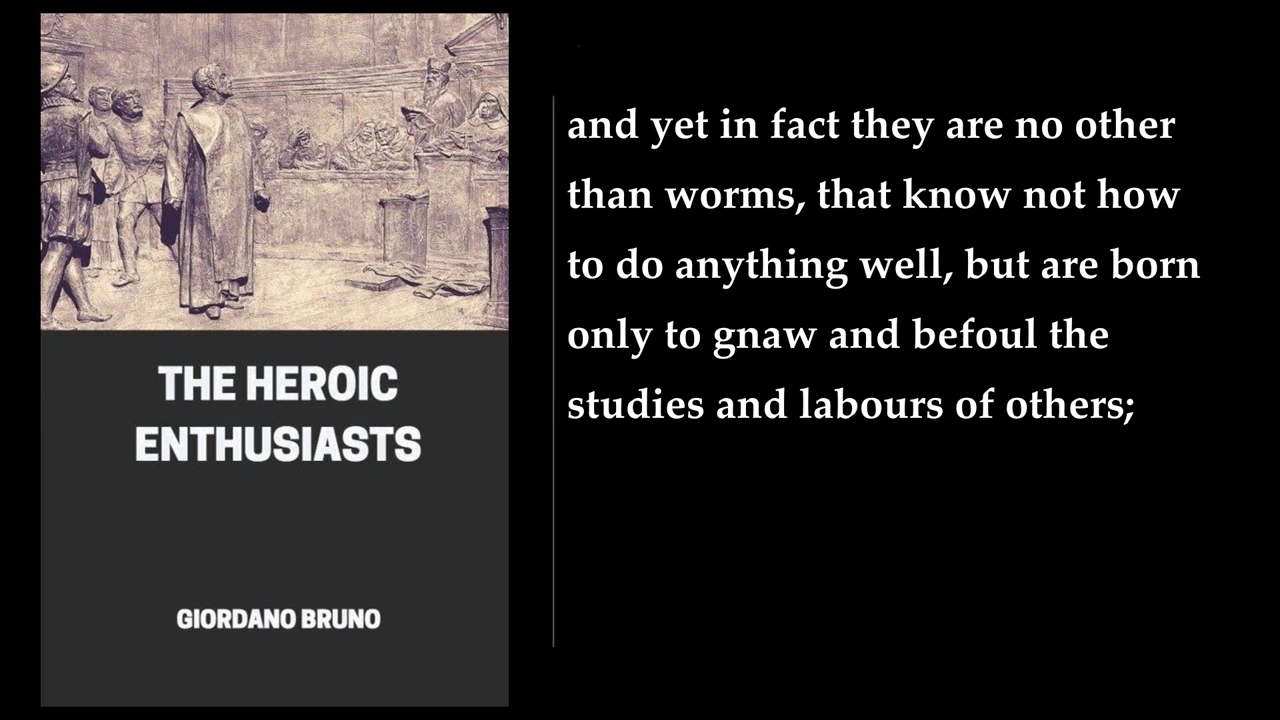 THE HEROIC
ENTHUSIASTS
GIORDANO BRUNO
and yet in fact they are no other
than worms, that know not how
to do anything well, but are born
only to gnaw and befoul the
studies and labours of others;